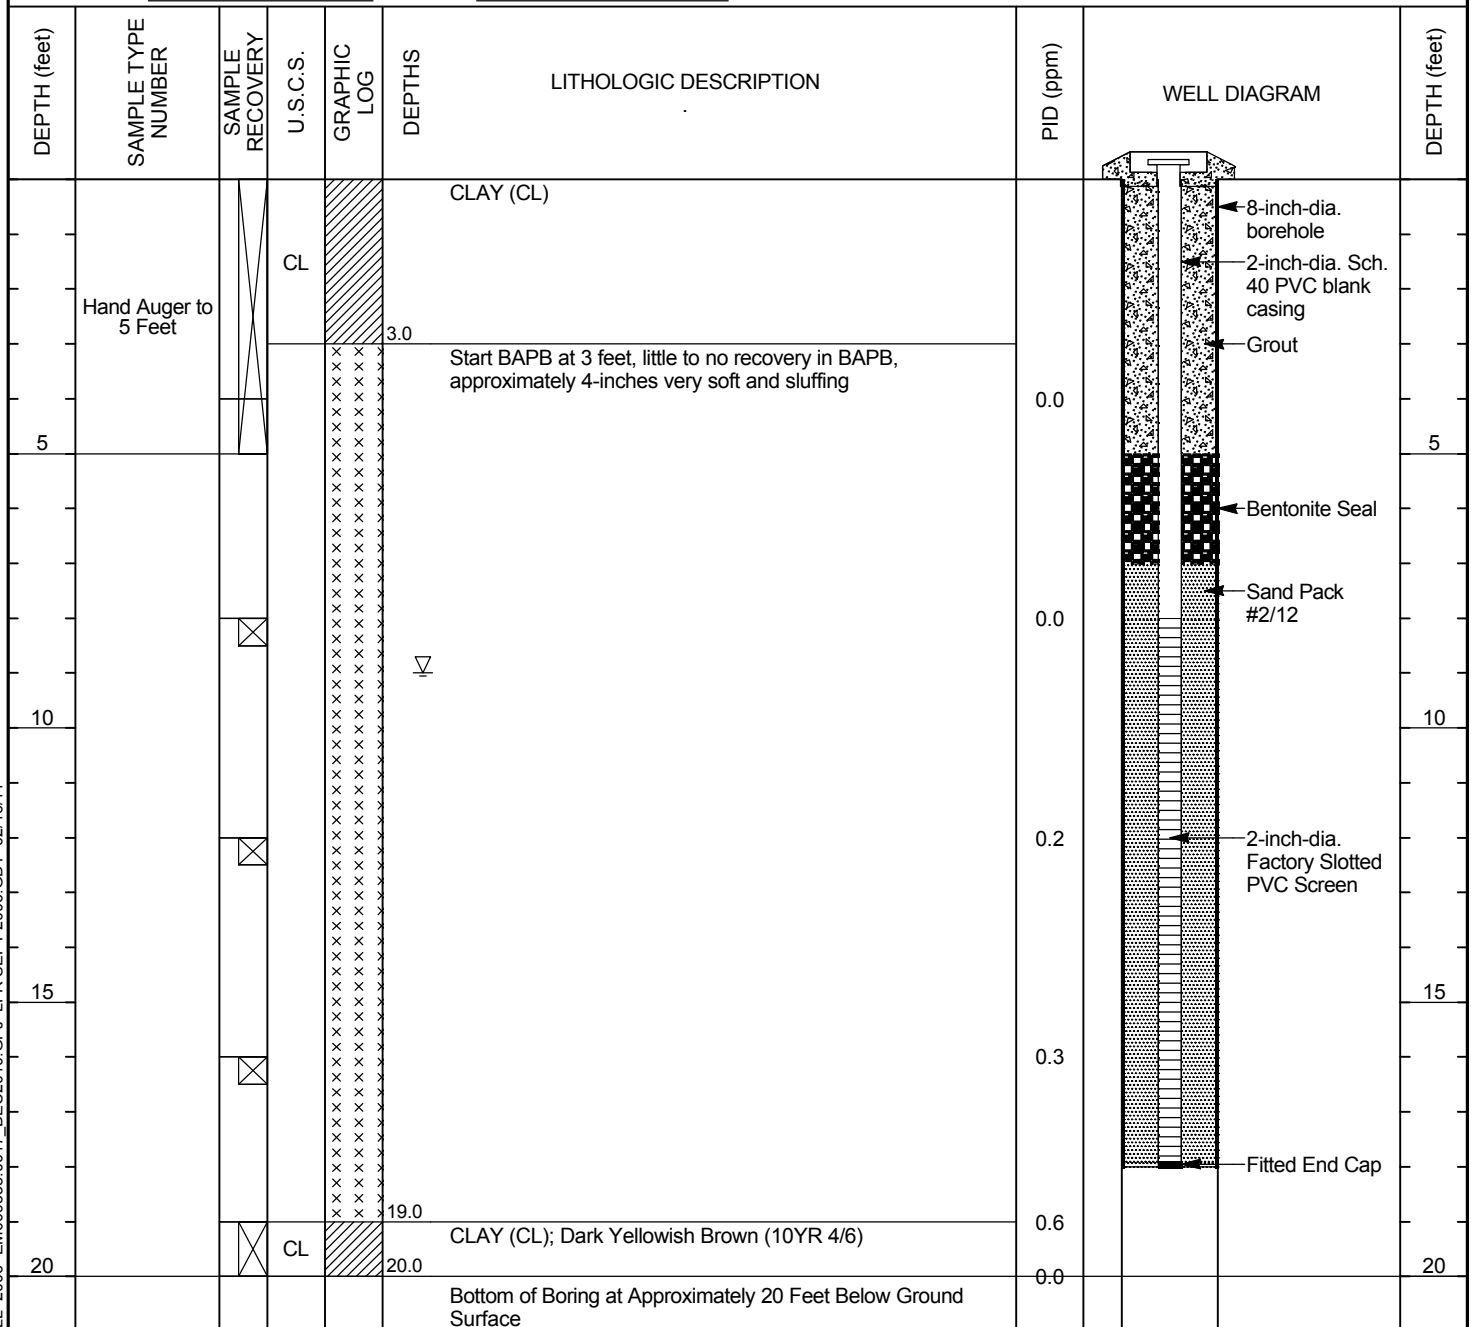 DEPTH (feet)
SAMPLE TYPE
NUMBER
SAMPLE
RECOVERY
U.S.C.S.
GRAPHIC
LOG
DEPTHS
LITHOLOGIC DESCRIPTION
PID (ppm)
WELL DIAGRAM
DEPTH (feet)
CLAY (CL)
8-inch-dia.
borehole
CL
2-inch-dia. Sch.
40 PVC blank
casing
Hand Auger to
5 Feet
3.0
Grout
Start BAPB at 3 feet, little to no recovery in BAPB,
approximately 4-inches very soft and sluffing
0.0
5
5
Bentonite Seal
Sand Pack
#2/12
0.0
10
10
0.2
2-inch-dia.
Factory Slotted
PVC Screen
15
15
0.3
Fitted End Cap
19.0
0.6
CLAY (CL); Dark Yellowish Brown (10YR 4/6)
CL
20
20.0
0.0
20
Bottom of Boring at Approximately 20 Feet Below Ground
Surface